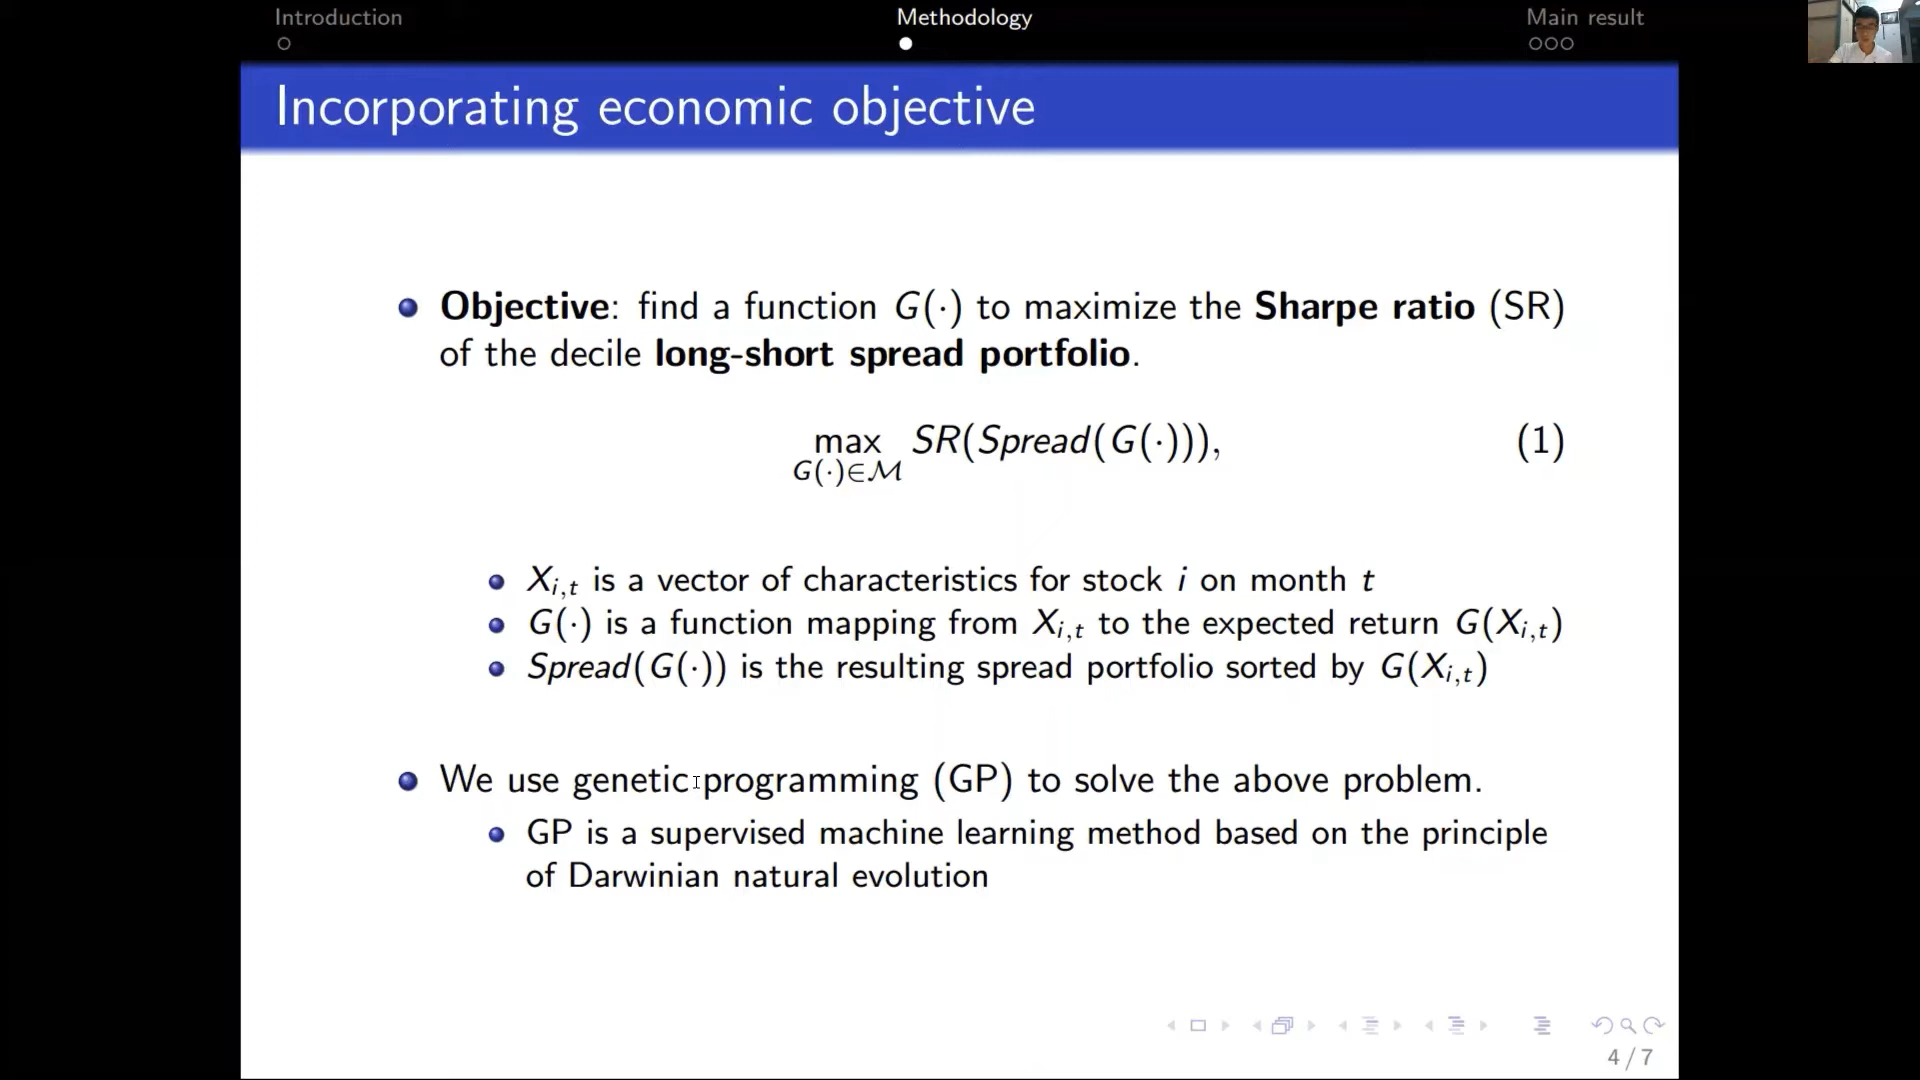 Introduction
Methodology
Main result
Incorporating economic objective
Objective: find a function G(·) to maximize the Sharpe ratio (SR)
of the decile long-short spread portfolio.
max SR(Spread(G(·))), (1)
G(·)∈ℳ
X_{i,t} is a vector of characteristics for stock i on month t
G(·) is a function mapping from X_{i,t} to the expected return G(X_{i,t})
Spread(G(·)) is the resulting spread portfolio sorted by G(X_{i,t})
We use genetic programming (GP) to solve the above problem.
GP is a supervised machine learning method based on the principle
of Darwinian natural evolution
4 / 7